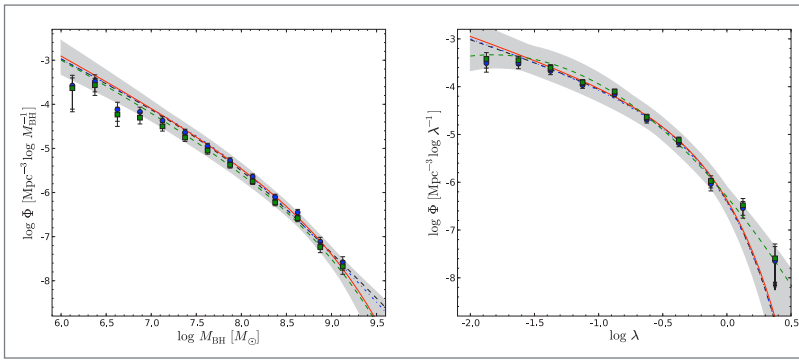 -3
-4
-5
-6
-7
-8
log Φ [Mpc⁻³ log M_BH⁻¹]
6.0 6.5 7.0 7.5 8.0 8.5 9.0 9.5
log M_BH [M_⊙]
-3
-4
-5
-6
-7
-8
log Φ [Mpc⁻³ log λ⁻¹]
-2.0 -1.5 -1.0 -0.5 0.0 0.5
log λ